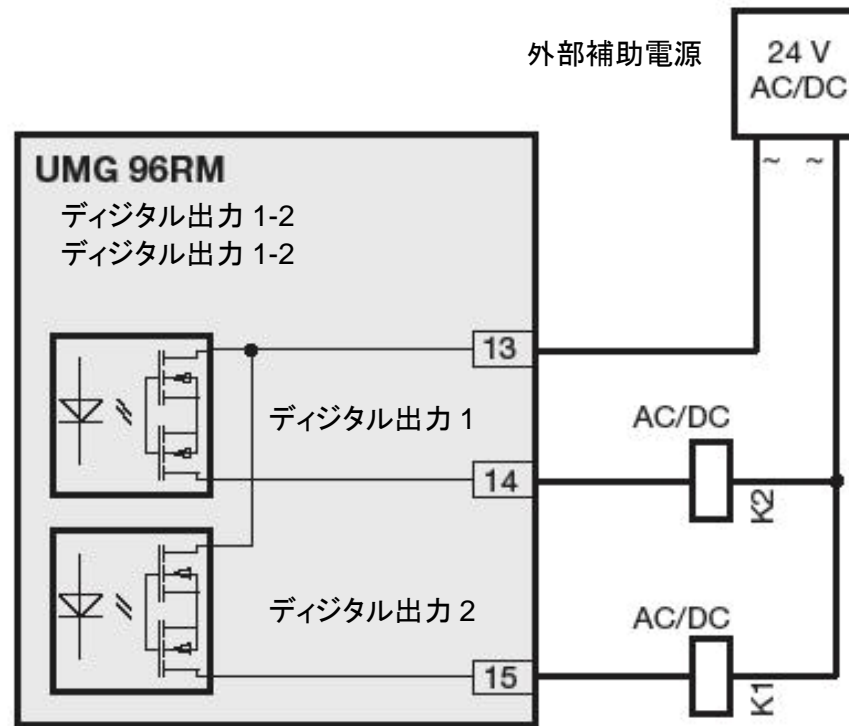 外部補助電源
24 V
AC/DC
~ ~
UMG 96RM
ディジタル出力 1-2
ディジタル出力 1-2
13
ディジタル出力 1
AC/DC
14
K2
ディジタル出力 2
AC/DC
15
K1